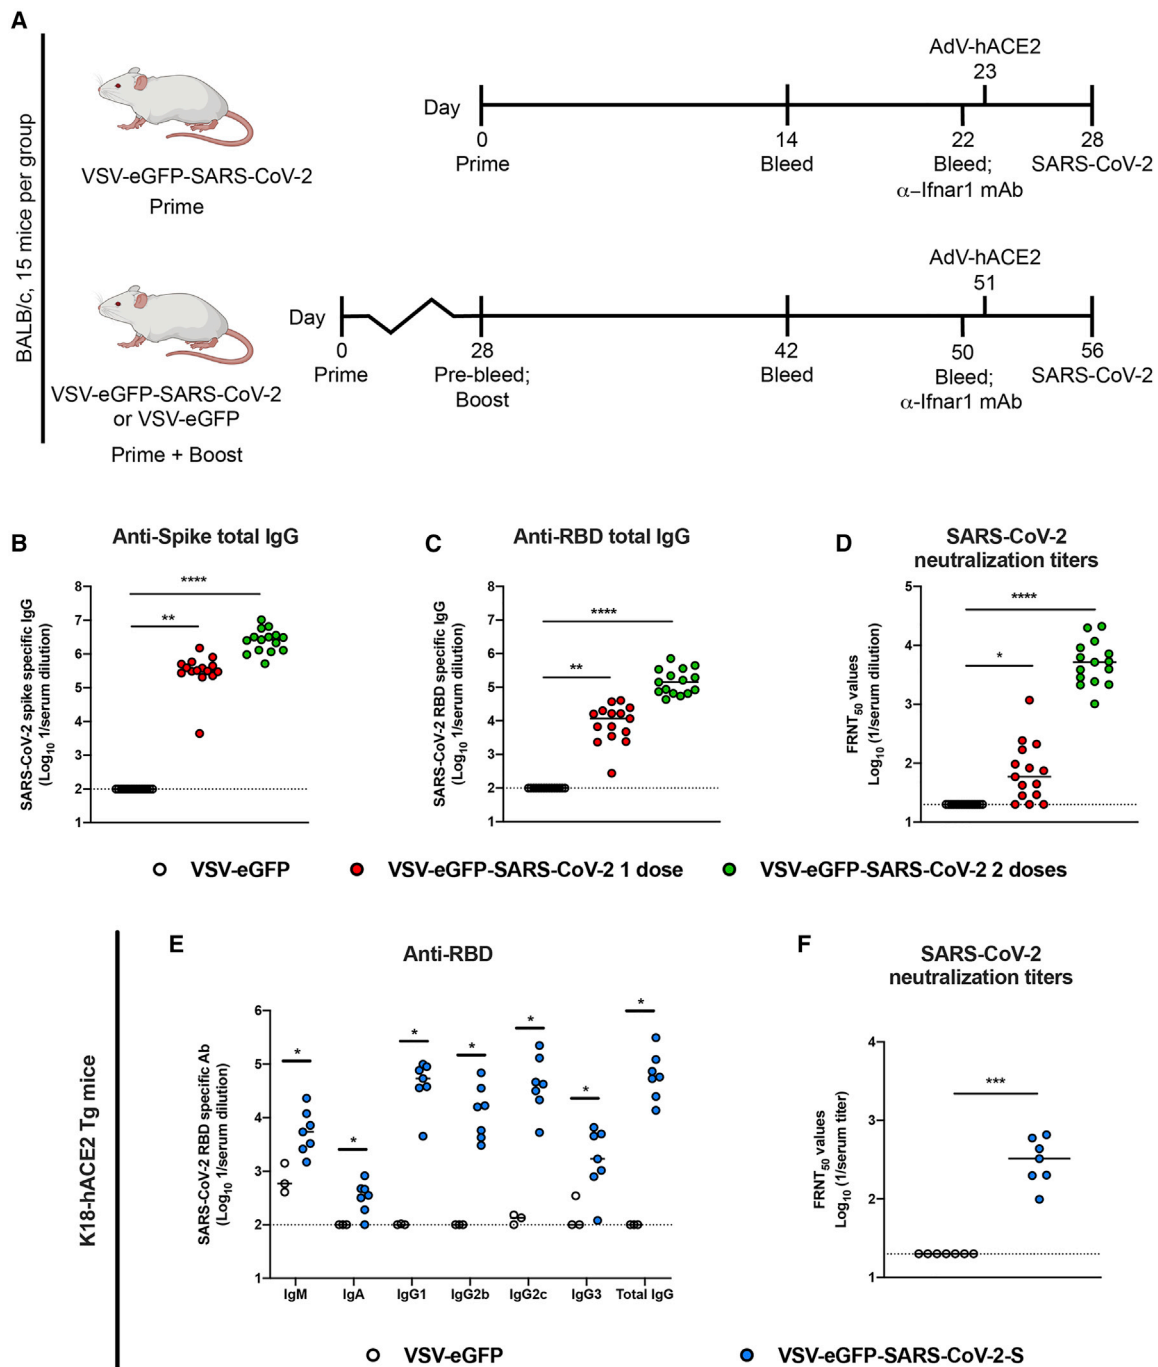 A
BALB/c, 15 mice per group
VSV-eGFP-SARS-CoV-2
Prime
AdV-hACE2
23
Day
0
14
22
28
Prime
Bleed
Bleed;
α–Ifnar1 mAb
SARS-CoV-2
VSV-eGFP-SARS-CoV-2
or VSV-eGFP
Prime + Boost
AdV-hACE2
51
Day
0
28
42
50
56
Prime
Pre-bleed;
Boost
Bleed
Bleed;
α-Ifnar1 mAb
SARS-CoV-2
B
Anti-Spike total IgG
SARS-CoV-2 spike specific IgG
(Log10 1/serum dilution)
8
7
6
5
4
3
2
1
****
**
C
Anti-RBD total IgG
SARS-CoV-2 RBD specific IgG
(Log10 1/serum dilution)
8
7
6
5
4
3
2
1
****
**
D
SARS-CoV-2
neutralization titers
FRNT50 values
Log10 (1/serum dilution)
5
4
3
2
1
****
*
VSV-eGFP
VSV-eGFP-SARS-CoV-2 1 dose
VSV-eGFP-SARS-CoV-2 2 doses
K18-hACE2 Tg mice
E
Anti-RBD
SARS-CoV-2 RBD specific Ab
(Log10 1/serum dilution)
6
5
4
3
2
1
*
*
*
*
*
*
*
IgM
IgA
IgG1
IgG2b
IgG2c
IgG3
Total IgG
F
SARS-CoV-2
neutralization titers
FRNT50 values
Log10 (1/serum titer)
4
3
2
1
***
VSV-eGFP
VSV-eGFP-SARS-CoV-2-S